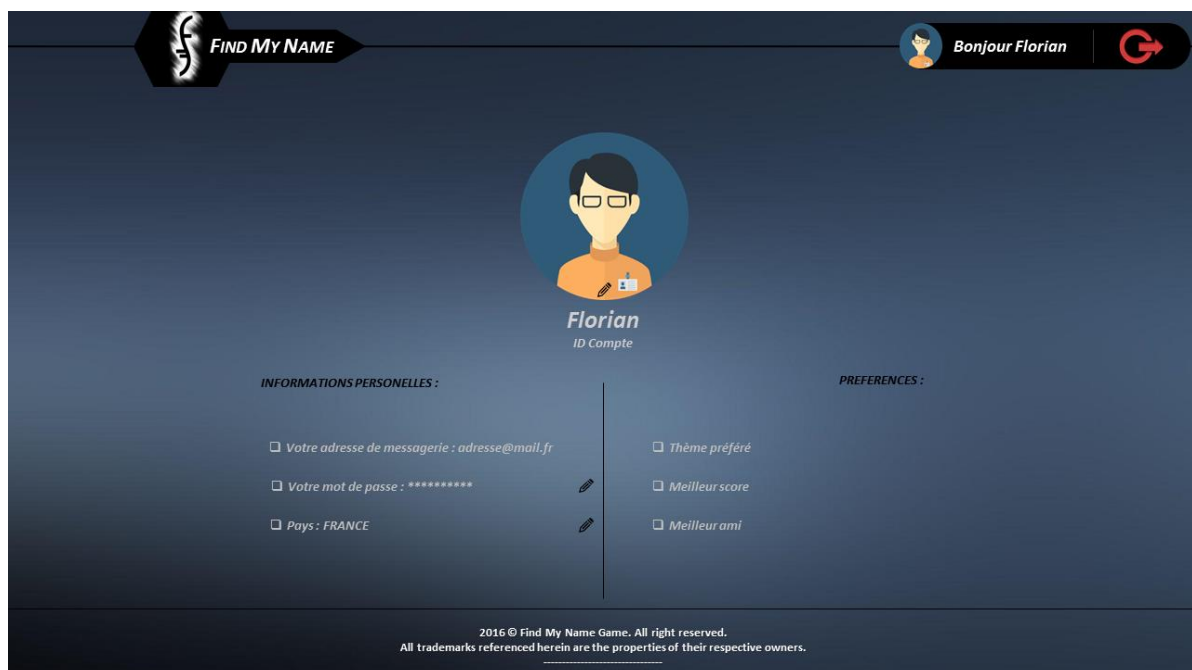 FIND MY NAME
Bonjour Florian
Florian
ID Compte
INFORMATIONS PERSONELLES :
❑ Votre adresse de messagerie : adresse@mail.fr
❑ Votre mot de passe : **********
❑ Pays : FRANCE
PREFERENCES :
❑ Thème préféré
❑ Meilleur score
❑ Meilleur ami
2016 © Find My Name Game. All right reserved.
All trademarks referenced herein are the properties of their respective owners.
--------------------------------